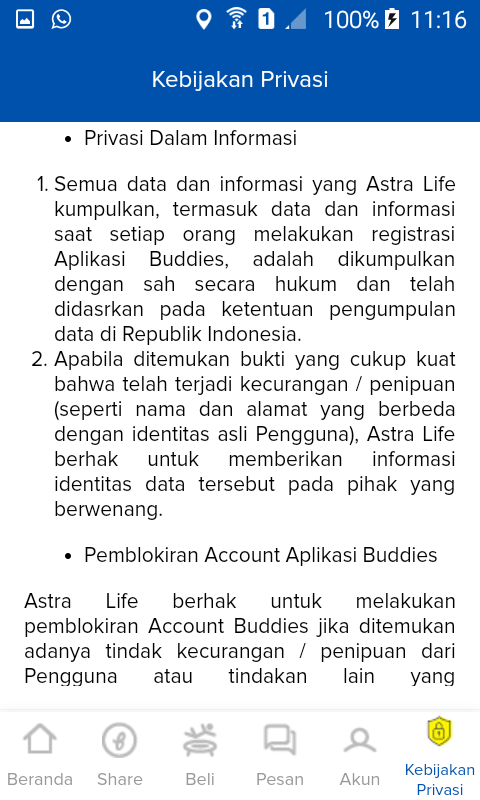 1
100%
11:16
Kebijakan Privasi
• Privasi Dalam Informasi
1. Semua data dan informasi yang Astra Life
kumpulkan, termasuk data dan informasi
saat setiap orang melakukan registrasi
Aplikasi Buddies, adalah dikumpulkan
dengan sah secara hukum dan telah
didasrkan pada ketentuan pengumpulan
data di Republik Indonesia.
2. Apabila ditemukan bukti yang cukup kuat
bahwa telah terjadi kecurangan / penipuan
(seperti nama dan alamat yang berbeda
dengan identitas asli Pengguna), Astra Life
berhak untuk memberikan informasi
identitas data tersebut pada pihak yang
berwenang.
• Pemblokiran Account Aplikasi Buddies
Astra Life berhak untuk melakukan
pemblokiran Account Buddies jika ditemukan
adanya tindak kecurangan / penipuan dari
Pengguna atau tindakan lain yang
Beranda
Share
Beli
Pesan
Akun
Kebijakan
Privasi